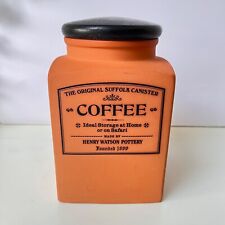 THE ORIGINAL SUFFOLK CANISTER
COFFEE
Ideal Storage at Home
or on Safari
MADE BY
HENRY WATSON POTTERY
Founded 1800